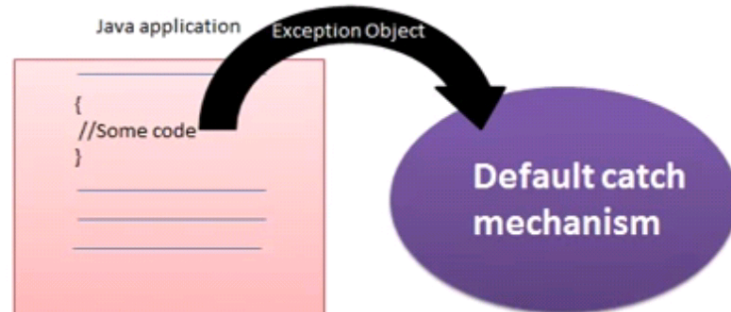 Java application
Exception Object
{
//Some code
}
Default catch
mechanism